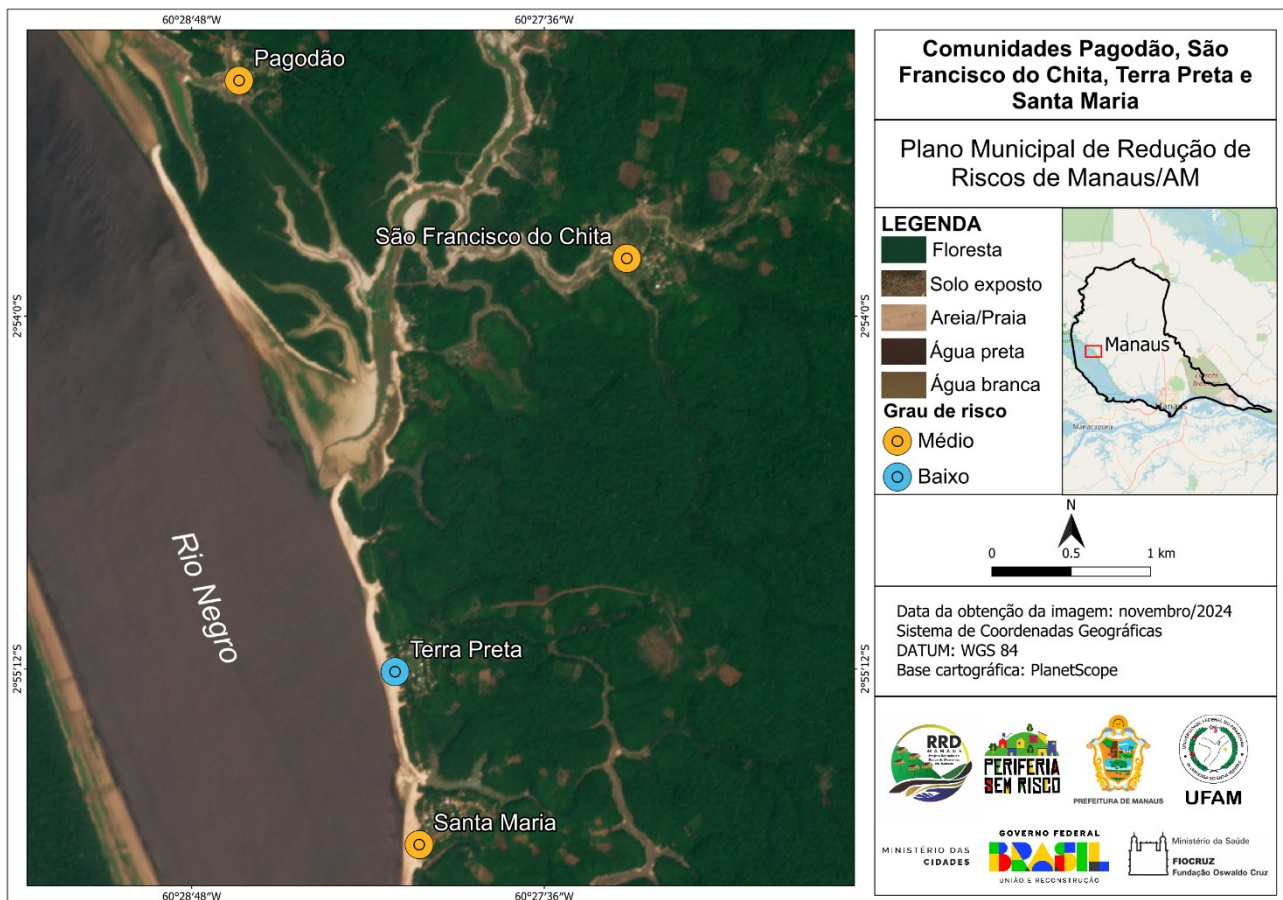 60°28'48"W
60°27'36"W
Pagodão
São Francisco do Chita
2°54'0"S
2°54'0"S
Rio Negro
Terra Preta
2°55'12"S
2°55'12"S
Santa Maria
60°28'48"W
60°27'36"W
Comunidades Pagodão, São
Francisco do Chita, Terra Preta e
Santa Maria
Plano Municipal de Redução de
Riscos de Manaus/AM
LEGENDA
Floresta
Solo exposto
Areia/Praia
Água preta
Água branca
Grau de risco
Médio
Baixo
Manaus
Manaus
Manacapuru
N
0 0.5 1 km
Data da obtenção da imagem: novembro/2024
Sistema de Coordenadas Geográficas
DATUM: WGS 84
Base cartográfica: PlanetScope
RRD
MANAUS
PERIFERIA
SEM RISCO
PREFEITURA DE MANAUS
UFAM
MINISTÉRIO DAS
CIDADES
GOVERNO FEDERAL
BRASIL
UNIÃO E RECONSTRUÇÃO
Ministério da Saúde
FIOCRUZ
Fundação Oswaldo Cruz